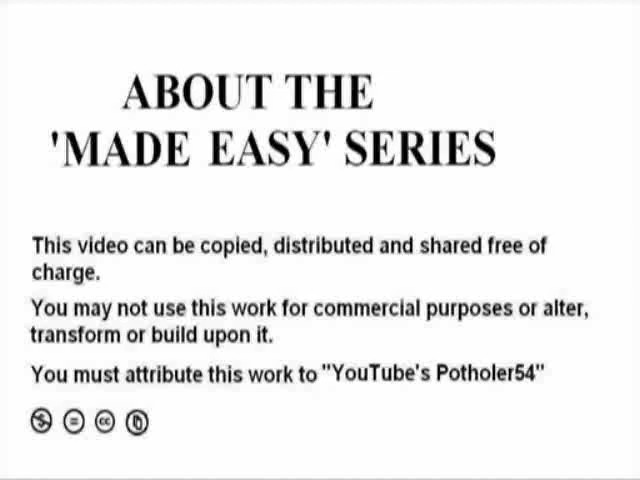 ABOUT THE
'MADE EASY' SERIES
This video can be copied, distributed and shared free of
charge.
You may not use this work for commercial purposes or alter,
transform or build upon it.
You must attribute this work to "YouTube's Potholer54"
$ = cc